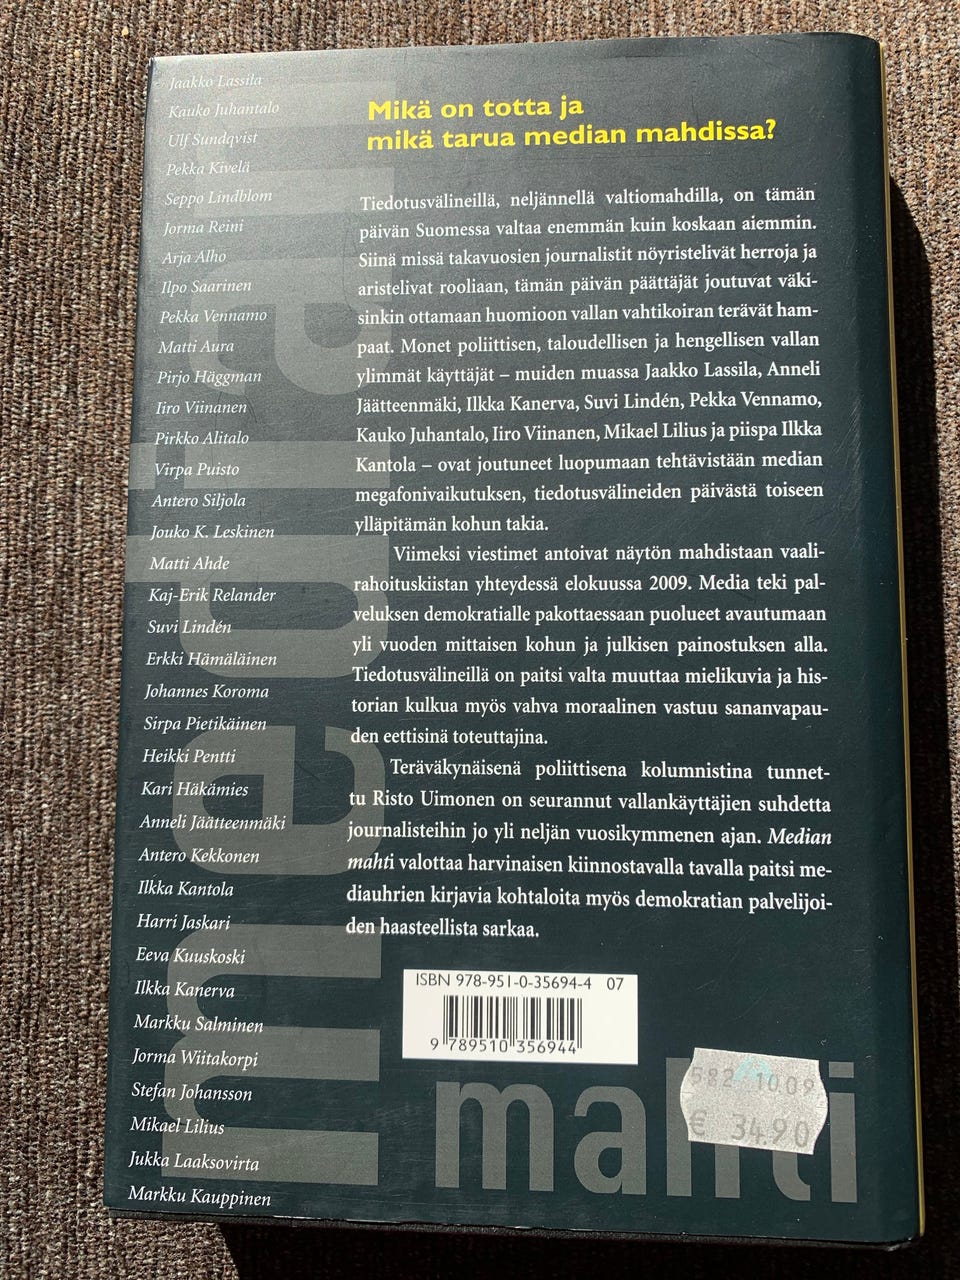 Jaakko Lassila
Kauko Juhantalo
Ulf Sundqvist
Pekka Kivelä
Seppo Lindblom
Jorma Reini
Arja Alho
Ilpo Saarinen
Pekka Vennamo
Matti Aura
Pirjo Häggman
Iiro Viinanen
Pirkko Alitalo
Virpa Puisto
Antero Siljola
Jouko K. Leskinen
Matti Ahde
Kaj-Erik Relander
Suvi Lindén
Erkki Hämäläinen
Johannes Koroma
Sirpa Pietikäinen
Heikki Pentti
Kari Häkämies
Anneli Jäätteenmäki
Antero Kekkonen
Ilkka Kantola
Harri Jaskari
Eeva Kuuskoski
Ilkka Kanerva
Markku Salminen
Jorma Wiitakorpi
Stefan Johansson
Mikael Lilius
Jukka Laaksovirta
Markku Kauppinen
Mikä on totta ja
mikä tarua median mahdissa?
Tiedotusvälineillä, neljännellä valtiomahdilla, on tämän
päivän Suomessa valtaa enemmän kuin koskaan aiemmin.
Siinä missä takavuosien journalistit nöyristelivät herroja ja
aristelivat rooliaan, tämän päivän päättäjät joutuvat väki-
sinkin ottamaan huomioon vallan vahtikoiran terävät ham-
paat. Monet poliittisen, taloudellisen ja hengellisen vallan
ylimmät käyttäjät – muiden muassa Jaakko Lassila, Anneli
Jäätteenmäki, Ilkka Kanerva, Suvi Lindén, Pekka Vennamo,
Kauko Juhantalo, Iiro Viinanen, Mikael Lilius ja piispa Ilkka
Kantola – ovat joutuneet luopumaan tehtävistään median
megafonivaikutuksen, tiedotusvälineiden päivästä toiseen
ylläpitämän kohun takia.
Viimeksi viestimet antoivat näytön mahdistaan vaali-
rahoituskiistan yhteydessä elokuussa 2009. Media teki pal-
veluksen demokratialle pakottaessaan puolueet avautumaan
yli vuoden mittaisen kohun ja julkisen painostuksen alla.
Tiedotusvälineillä on paitsi valta muuttaa mielikuvia ja his-
torian kulkua myös vahva moraalinen vastuu sananvapau-
den eettisinä toteuttajina.
Teräväkynäisenä poliittisena kolumnistina tunnet-
tu Risto Uimonen on seurannut vallankäyttäjien suhdetta
journalisteihin jo yli neljän vuosikymmenen ajan. Median
mahti valottaa harvinaisen kiinnostavalla tavalla paitsi me-
diauhrien kirjavia kohtaloita myös demokratian palvelijoi-
den haasteellista sarkaa.
ISBN 978-951-0-35694-4 07
9 789510 356944
582 10.09
€ 34.90
median
mahti